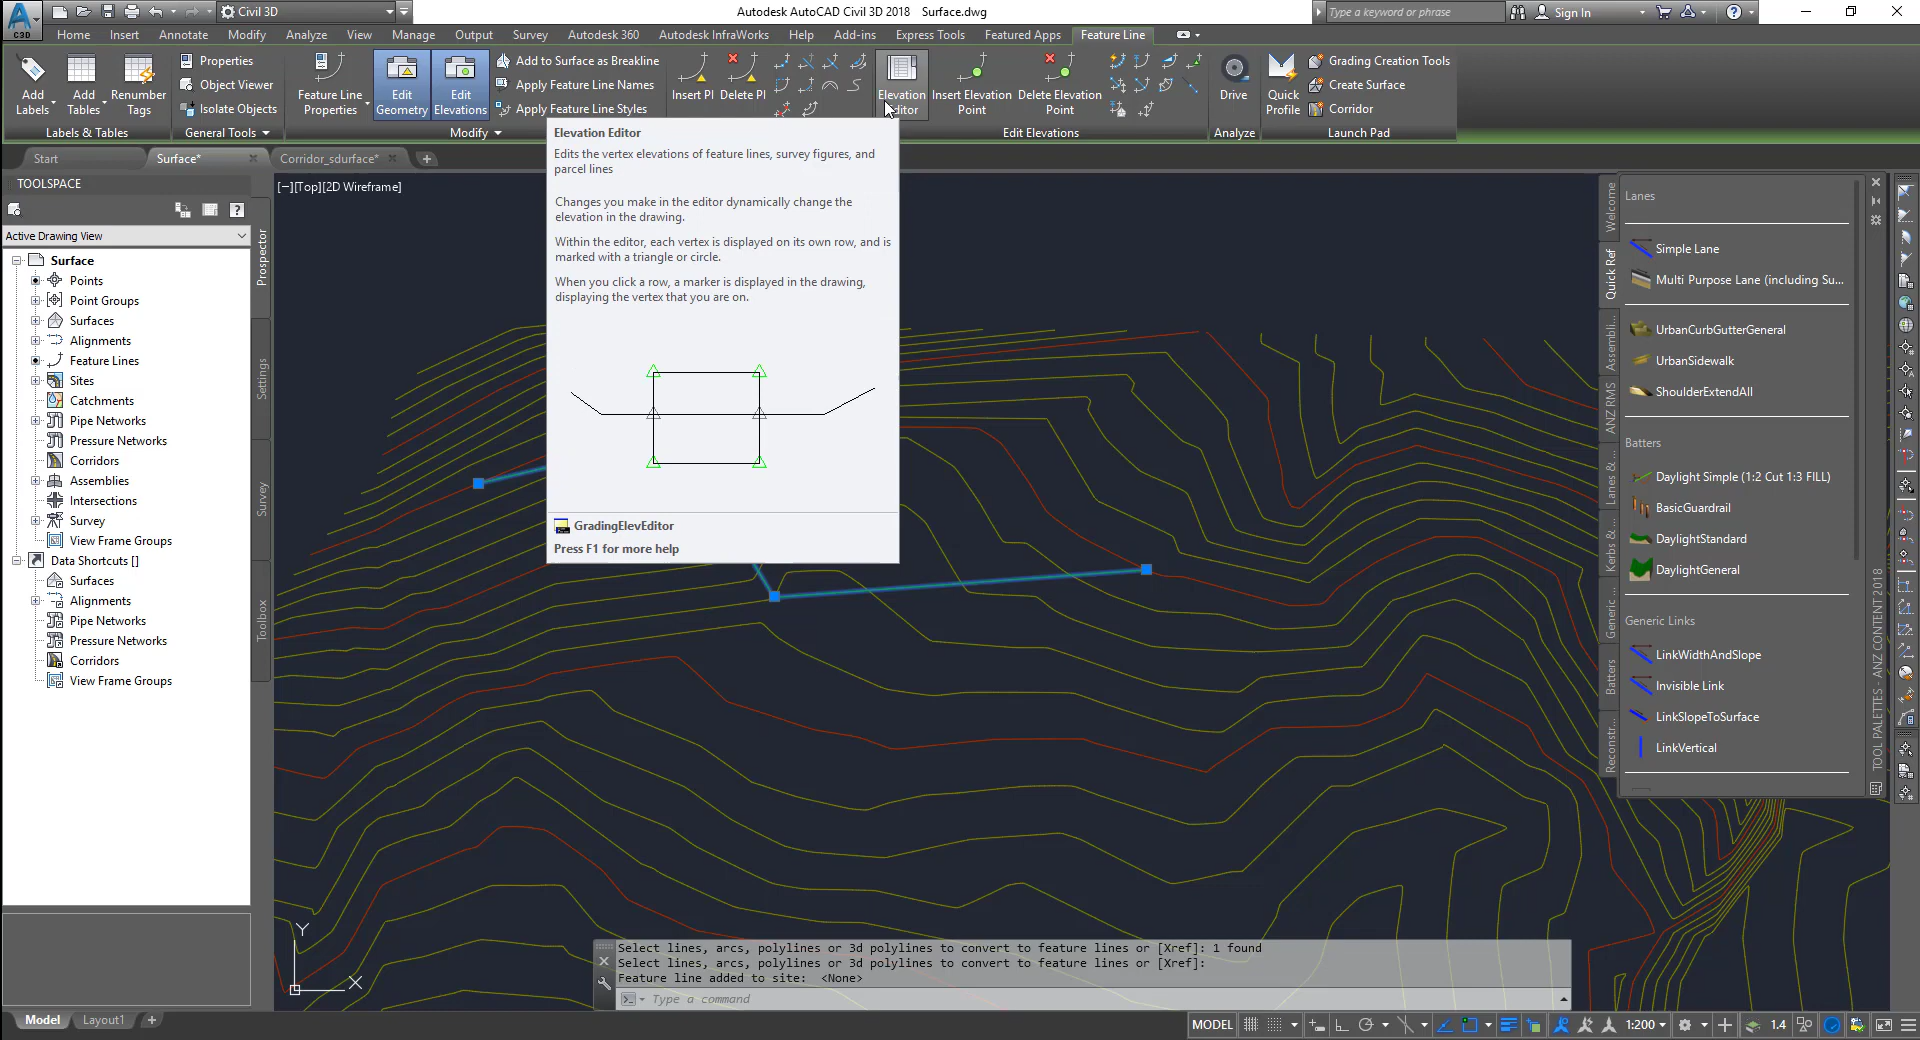 Civil 3D
Autodesk AutoCAD Civil 3D 2018 Surface.dwg
Type a keyword or phrase
Sign In
C3D
Home
Insert
Annotate
Modify
Analyze
View
Manage
Output
Survey
Autodesk 360
Autodesk InfraWorks
Help
Add-ins
Express Tools
Featured Apps
Feature Line
Add
Labels
Add
Tables
Renumber
Tags
Labels & Tables
Properties
Object Viewer
Isolate Objects
General Tools
Feature Line
Properties
Edit
Geometry
Edit
Elevations
Add to Surface as Breakline
Apply Feature Line Names
Apply Feature Line Styles
Modify
Insert PI
Delete PI
Elevation
Insert Elevation
Point
Delete Elevation
Point
Edit Elevations
Drive
Analyze
Quick
Profile
Grading Creation Tools
Create Surface
Corridor
Launch Pad
Start
Surface*
Corridor_sdurface*
Elevation Editor
Edits the vertex elevations of feature lines, survey figures, and
parcel lines
Changes you make in the editor dynamically change the
elevation in the drawing.
Within the editor, each vertex is displayed on its own row, and is
marked with a triangle or circle.
When you click a row, a marker is displayed in the drawing,
displaying the vertex that you are on.
GradingElevEditor
Press F1 for more help
TOOLSPACE
Active Drawing View
Surface
Points
Point Groups
Surfaces
Alignments
Feature Lines
Sites
Catchments
Pipe Networks
Pressure Networks
Corridors
Assemblies
Intersections
Survey
View Frame Groups
Data Shortcuts []
Surfaces
Alignments
Pipe Networks
Pressure Networks
Corridors
View Frame Groups
Prospector
Settings
Survey
Toolbox
[−][Top][2D Wireframe]
Y
X
Welcome
Quick Ref
Assembli...
ANZ RMS
Lanes &...
Kerbs &...
Generic ...
Batters
Reconstr...
Lanes
Simple Lane
Multi Purpose Lane (including Su...
UrbanCurbGutterGeneral
UrbanSidewalk
ShoulderExtendAll
Batters
Daylight Simple (1:2 Cut 1:3 FILL)
BasicGuardrail
DaylightStandard
DaylightGeneral
Generic Links
LinkWidthAndSlope
Invisible Link
LinkSlopeToSurface
LinkVertical
TOOL PALETTES - ANZ CONTENT 2018
Select lines, arcs, polylines or 3d polylines to convert to feature lines or [Xref]: 1 found
Select lines, arcs, polylines or 3d polylines to convert to feature lines or [Xref]:
Feature line added to site: <None>
Type a command
Model
Layout1
MODEL
1:200
1.4